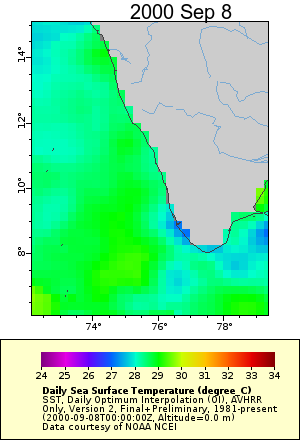 2000 Sep 8
14°
12°
10°
8°
74°
76°
78°
24 25 26 27 28 29 30 31 32 33 34
Daily Sea Surface Temperature (degree_C)
SST, Daily Optimum Interpolation (OI), AVHRR
Only, Version 2, Final+Preliminary, 1981-present
(2000-09-08T00:00:00Z, Altitude=0.0 m)
Data courtesy of NOAA NCEI